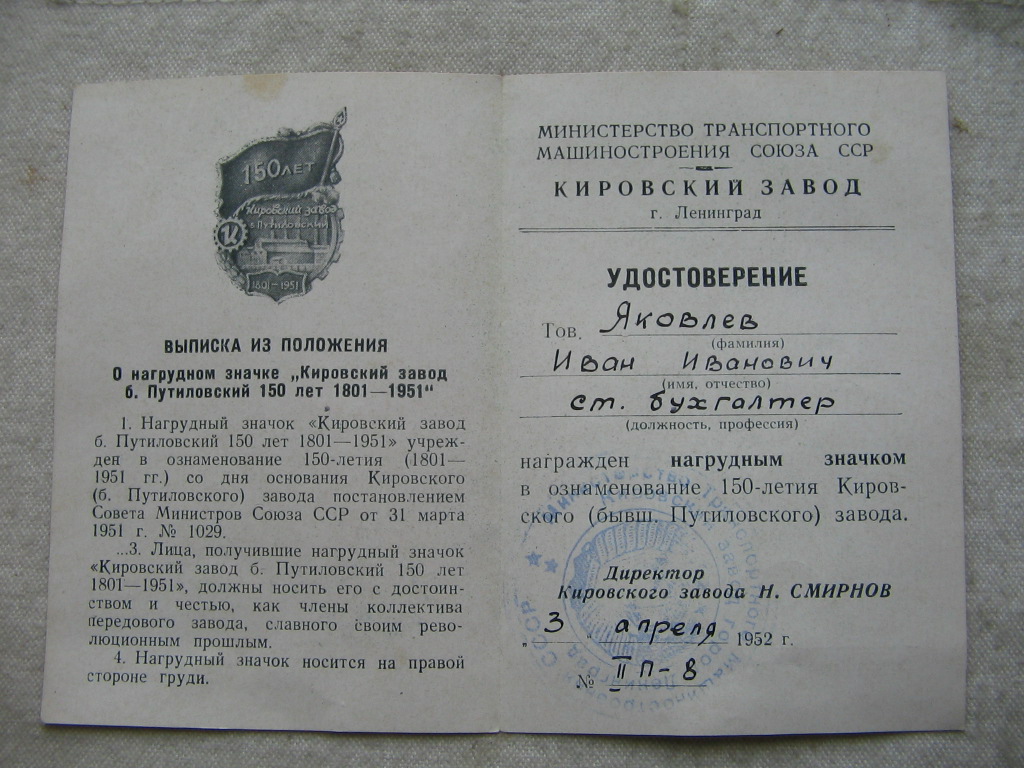 150 ЛЕТ
Кировский завод
б. Путиловский
1801-1951
ВЫПИСКА ИЗ ПОЛОЖЕНИЯ
О нагрудном значке „Кировский завод
б. Путиловский 150 лет 1801—1951"
1. Нагрудный значок «Кировский завод
б. Путиловский 150 лет 1801—1951» учреж-
ден в ознаменование 150-летия (1801—
1951 гг.) со дня основания Кировского
(б. Путиловского) завода постановлением
Совета Министров Союза ССР от 31 марта
1951 г. № 1029.
...3. Лица, получившие нагрудный значок
«Кировский завод б. Путиловский 150 лет
1801—1951», должны носить его с достоин-
ством и честью, как члены коллектива
передового завода, славного своим рево-
люционным прошлым.
4. Нагрудный значок носится на правой
стороне груди.
МИНИСТЕРСТВО ТРАНСПОРТНОГО
МАШИНОСТРОЕНИЯ СОЮЗА ССР
КИРОВСКИЙ ЗАВОД
г. Ленинград
УДОСТОВЕРЕНИЕ
Тов. Яковлев
(фамилия)
Иван Иванович
(имя, отчество)
ст. бухгалтер
(должность, профессия)
награжден нагрудным значком
в ознаменование 150-летия Киров-
ского (бывш. Путиловского) завода.
Директор
Кировского завода Н. СМИРНОВ
„3 апреля 1952 г.
№ II П-8